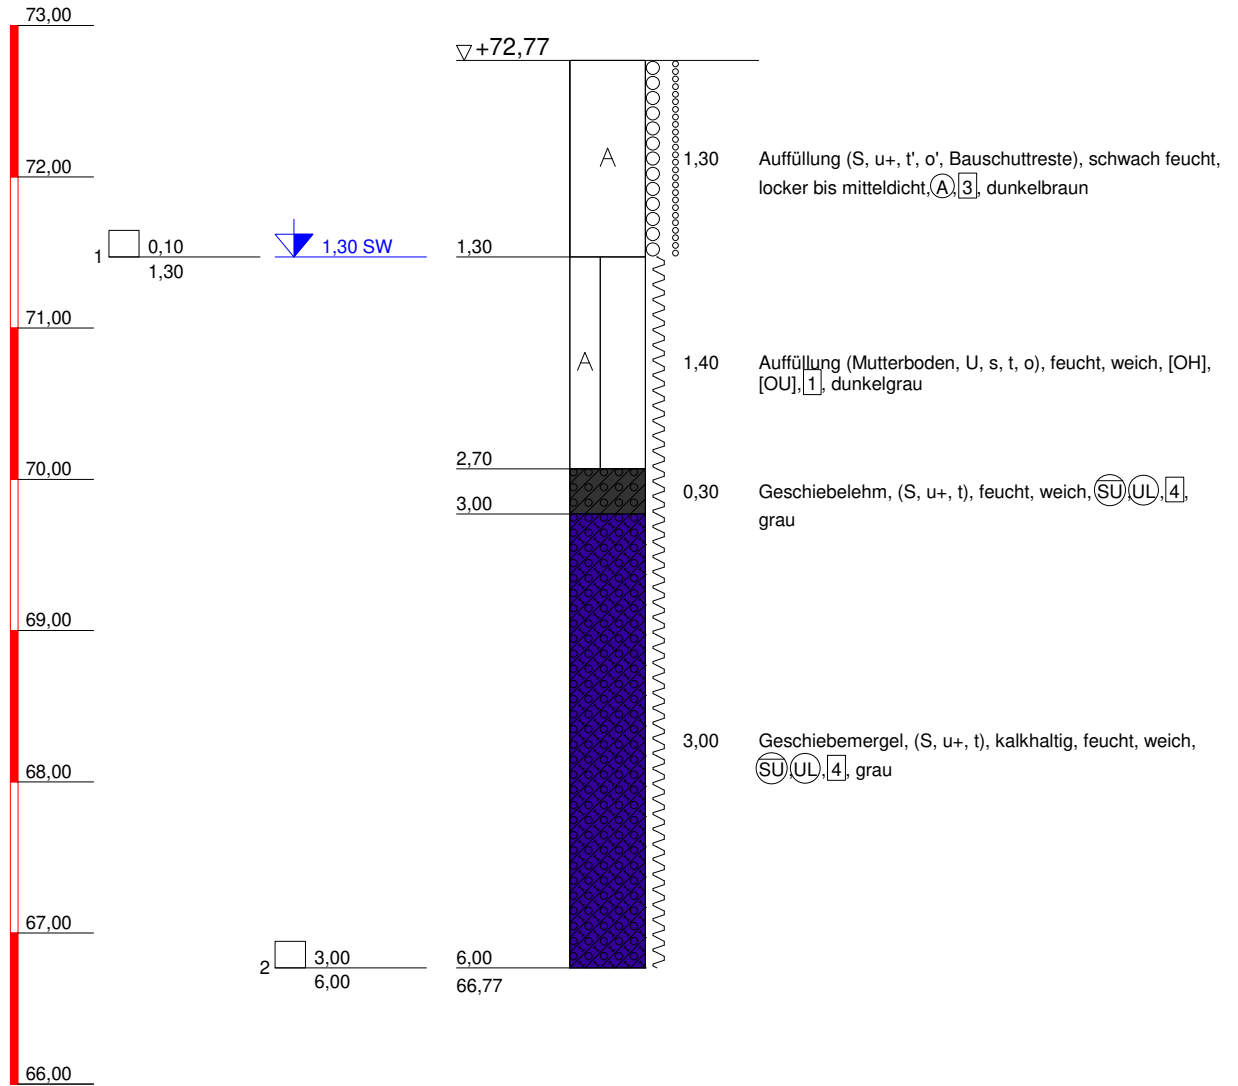 73,00
+72,77
1,30 Auffüllung (S, u+, t', o', Bauschuttreste), schwach feucht,
locker bis mitteldicht, A, 3, dunkelbraun
A
72,00
1 0,10
1,30
1,30 SW
1,30
71,00
A
1,40 Auffüllung (Mutterboden, U, s, t, o), feucht, weich, [OH],
[OU], 1, dunkelgrau
2,70
70,00
0,30 Geschiebelehm, (S, u+, t), feucht, weich, S̅U̅, UL, 4,
grau
3,00
69,00
3,00 Geschiebemergel, (S, u+, t), kalkhaltig, feucht, weich,
S̅U̅, UL, 4, grau
68,00
67,00
2 3,00
6,00
6,00
66,77
66,00